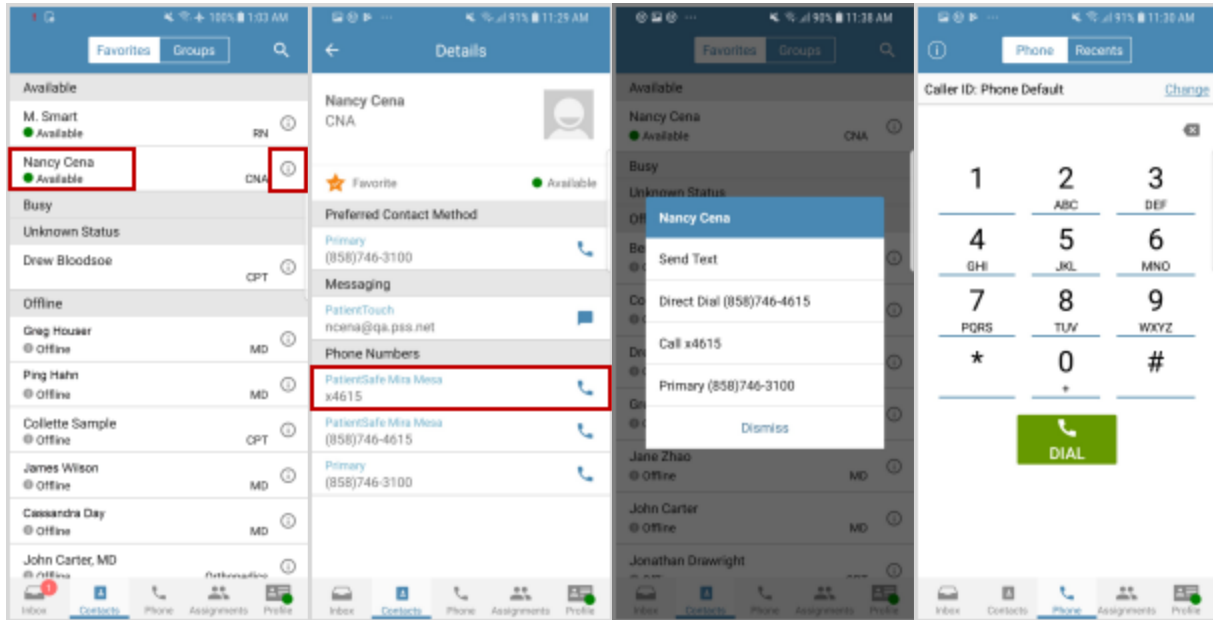 100% 1:03 AM
Favorites Groups
Available
M. Smart
Available RN
Nancy Cena
Available CNA
Busy
Unknown Status
Drew Bloodsoe
CPT
Offline
Greg Houser
Offline MD
Ping Hahn
Offline MD
Collette Sample
Offline CPT
James Wilson
Offline MD
Cassandra Day
Offline MD
John Carter, MD
Offline Orthopedics
1
Inbox Contacts Phone Assignments Profile
91% 11:29 AM
Details
Nancy Cena
CNA
Favorite Available
Preferred Contact Method
Primary
(858)746-3100
Messaging
PatientTouch
ncena@qa.pss.net
Phone Numbers
PatientSafe Mira Mesa
x4615
PatientSafe Mira Mesa
(858)746-4615
Primary
(858)746-3100
Inbox Contacts Phone Assignments Profile
90% 11:38 AM
Favorites Groups
Available
Nancy Cena
Available CNA
Busy
Unknown Status
Nancy Cena
Send Text
Direct Dial (858)746-4615
Call x4615
Primary (858)746-3100
Dismiss
Jane Zhao
Offline MD
John Carter
Offline MD
Jonathan Drawright
Inbox Contacts Phone Assignments Profile
91% 11:30 AM
Phone Recents
Caller ID: Phone Default Change
1 2 3
ABC DEF
4 5 6
GHI JKL MNO
7 8 9
PQRS TUV WXYZ
* 0 #
+
DIAL
Inbox Contacts Phone Assignments Profile